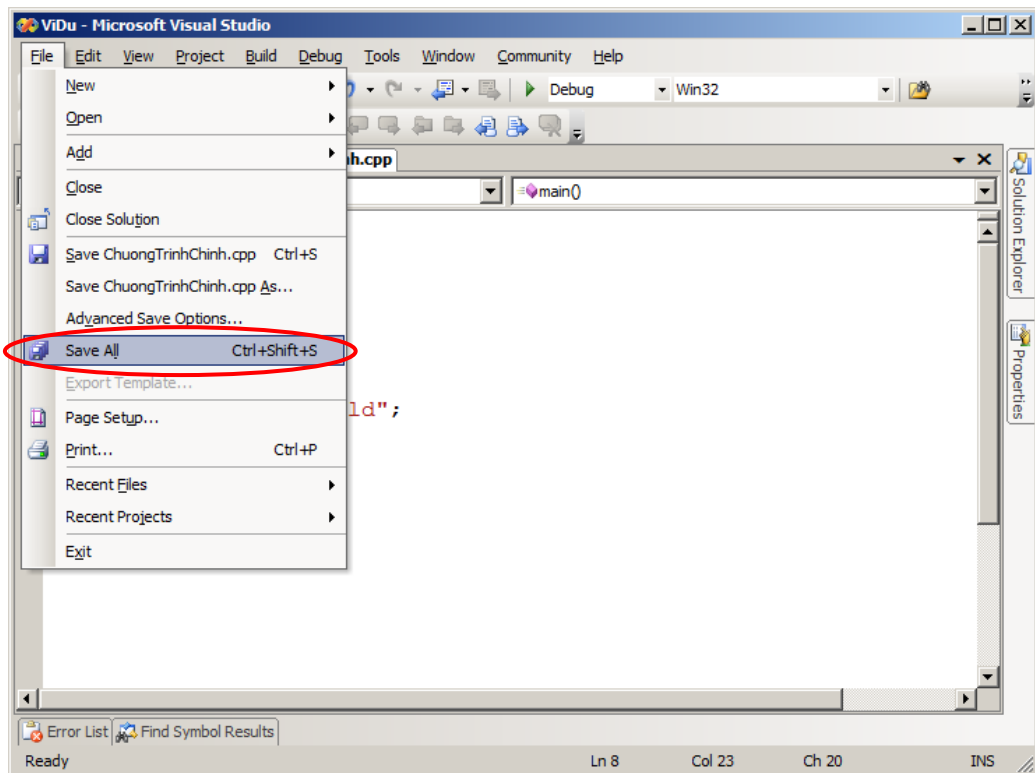 ViDu - Microsoft Visual Studio
File Edit View Project Build Debug Tools Window Community Help
Debug Win32
h.cpp
main()
New
Open
Add
Close
Close Solution
Save ChuongTrinhChinh.cpp Ctrl+S
Save ChuongTrinhChinh.cpp As...
Advanced Save Options...
Save All Ctrl+Shift+S
Export Template...
Page Setup...
Print... Ctrl+P
Recent Files
Recent Projects
Exit
ld";
Solution Explorer
Properties
Error List Find Symbol Results
Ready Ln 8 Col 23 Ch 20 INS